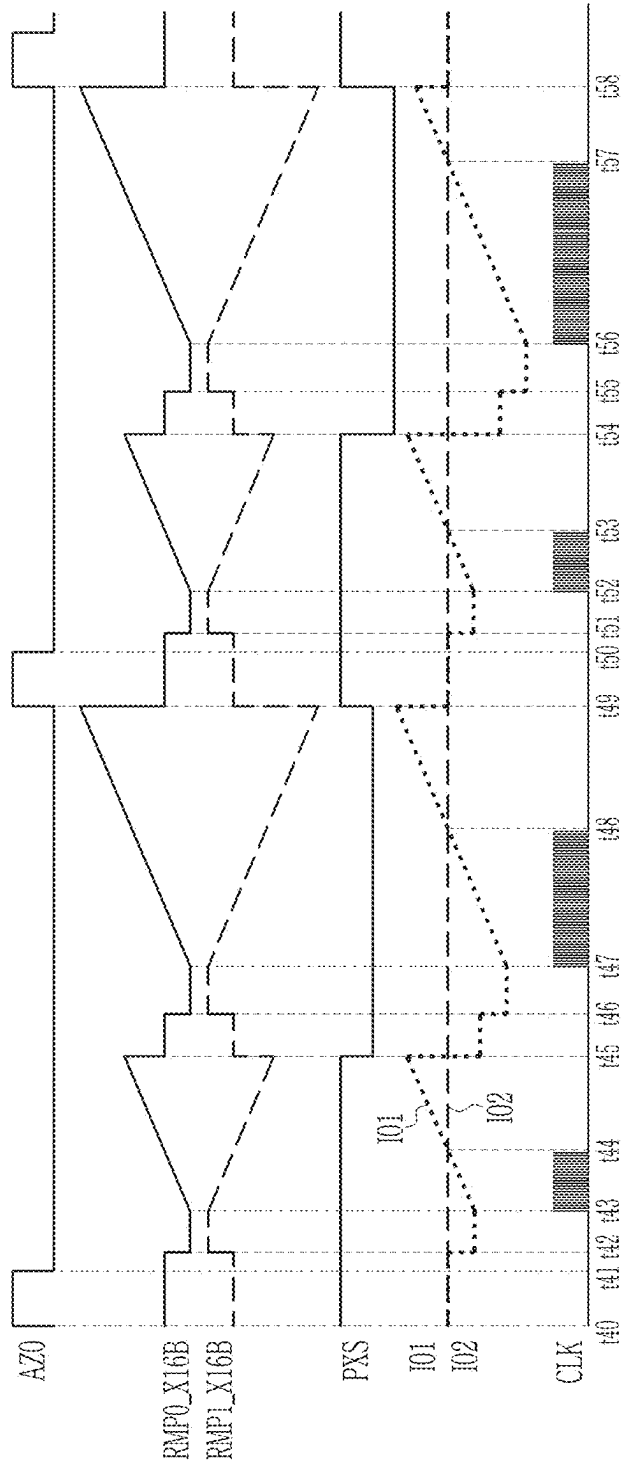 AZ0
RMP0_X16B
RMP1_X16B
PXS
IO1
IO2
CLK
IO1
IO2
t40
t41
t42
t43
t44
t45
t46
t47
t48
t49
t50
t51
t52
t53
t54
t55
t56
t57
t58